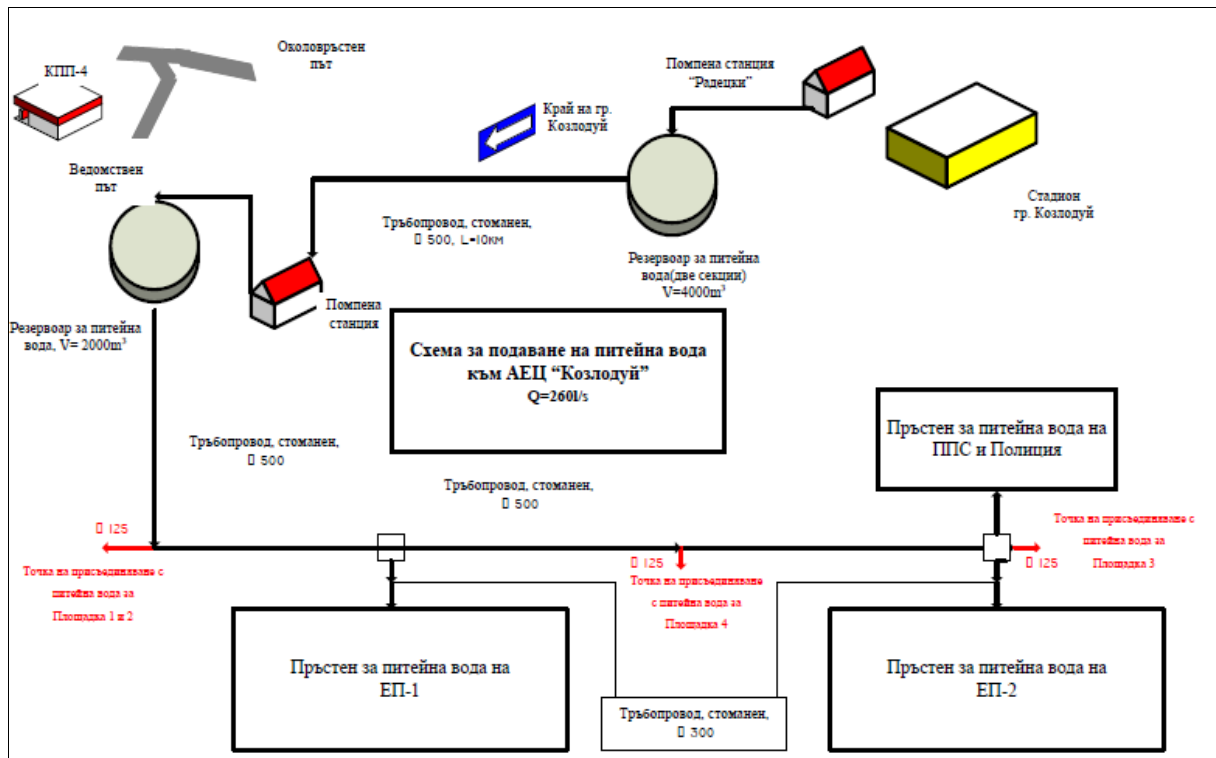 Околовръстен
път
КПП-4
Помпена станция
“Радецки”
Край на гр.
Козлодуй
Ведомствен
път
Стадион
гр. Козлодуй
Тръбопровод, стоманен,
▯ 500, L=10км
Резервоар за питейна
вода(две секции)
V=4000m³
Помпена
станция
Резервоар за питейна
вода, V= 2000m³
Схема за подаване на питейна вода
към АЕЦ “Козлодуй”
Q=260l/s
Пръстен за питейна вода на
ППС и Полиция
Тръбопровод, стоманен,
▯ 500
Тръбопровод, стоманен,
▯ 500
▯ 125
Точка на присъединяване с
питейна вода за
Площадка 1 и 2
▯ 125
Точка на присъединяване
с питейна вода за
Площадка 4
Точка на присъединяване с
питейна вода за
▯ 125 Площадка 3
Пръстен за питейна вода на
ЕП-1
Пръстен за питейна вода на
ЕП-2
Тръбопровод, стоманен,
▯ 300